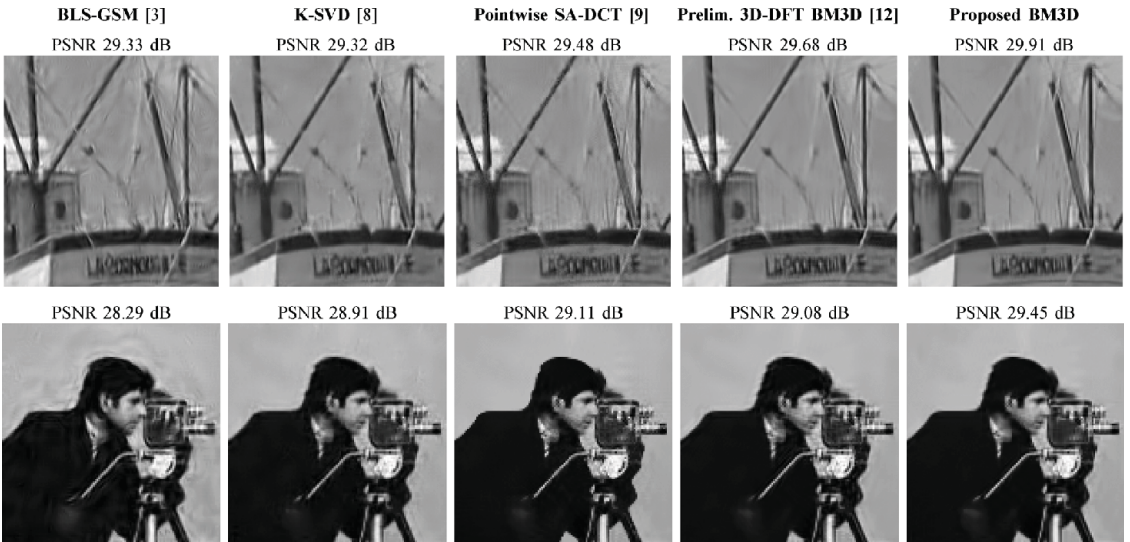 BLS-GSM [3] K-SVD [8] Pointwise SA-DCT [9] Prelim. 3D-DFT BM3D [12] Proposed BM3D
PSNR 29.33 dB PSNR 29.32 dB PSNR 29.48 dB PSNR 29.68 dB PSNR 29.91 dB
PSNR 28.29 dB PSNR 28.91 dB PSNR 29.11 dB PSNR 29.08 dB PSNR 29.45 dB